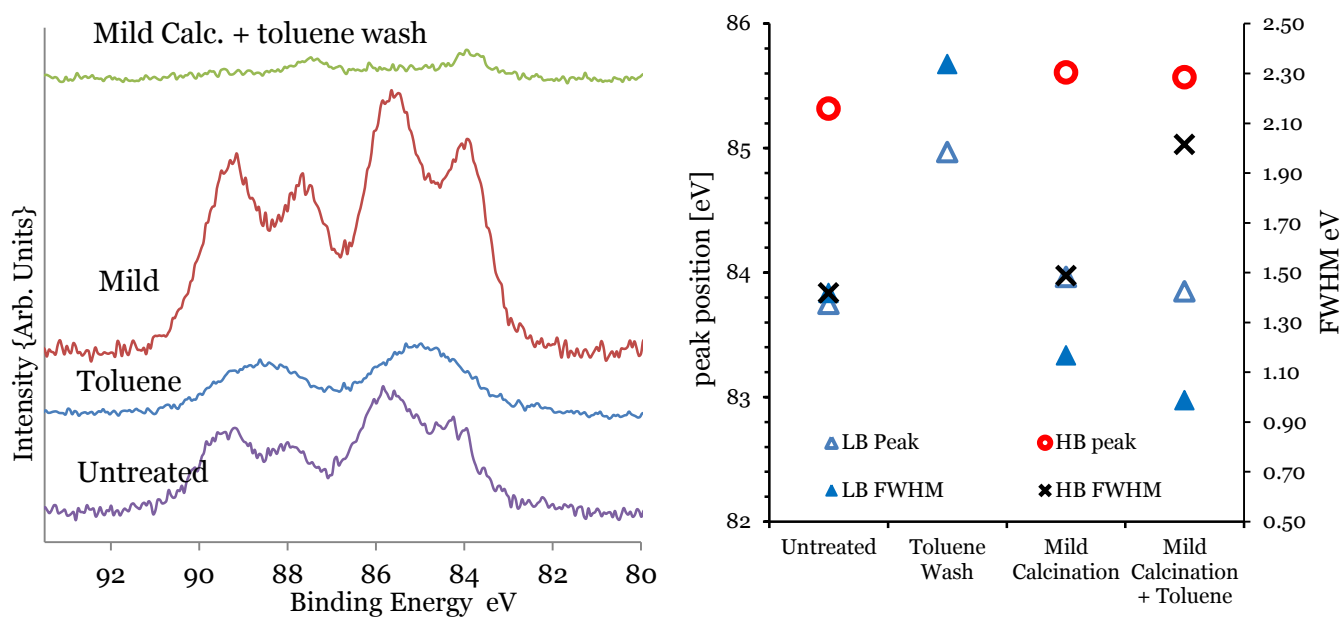 Mild Calc. + toluene wash
Mild
Toluene
Untreated
Intensity {Arb. Units}
92 90 88 86 84 82 80
Binding Energy eV
86
85
84
83
82
peak position [eV]
2.50
2.30
2.10
1.90
1.70
1.50
1.30
1.10
0.90
0.70
0.50
FWHM eV
LB Peak HB peak
LB FWHM HB FWHM
Untreated Toluene Mild Mild
Wash Calcination Calcination
+ Toluene